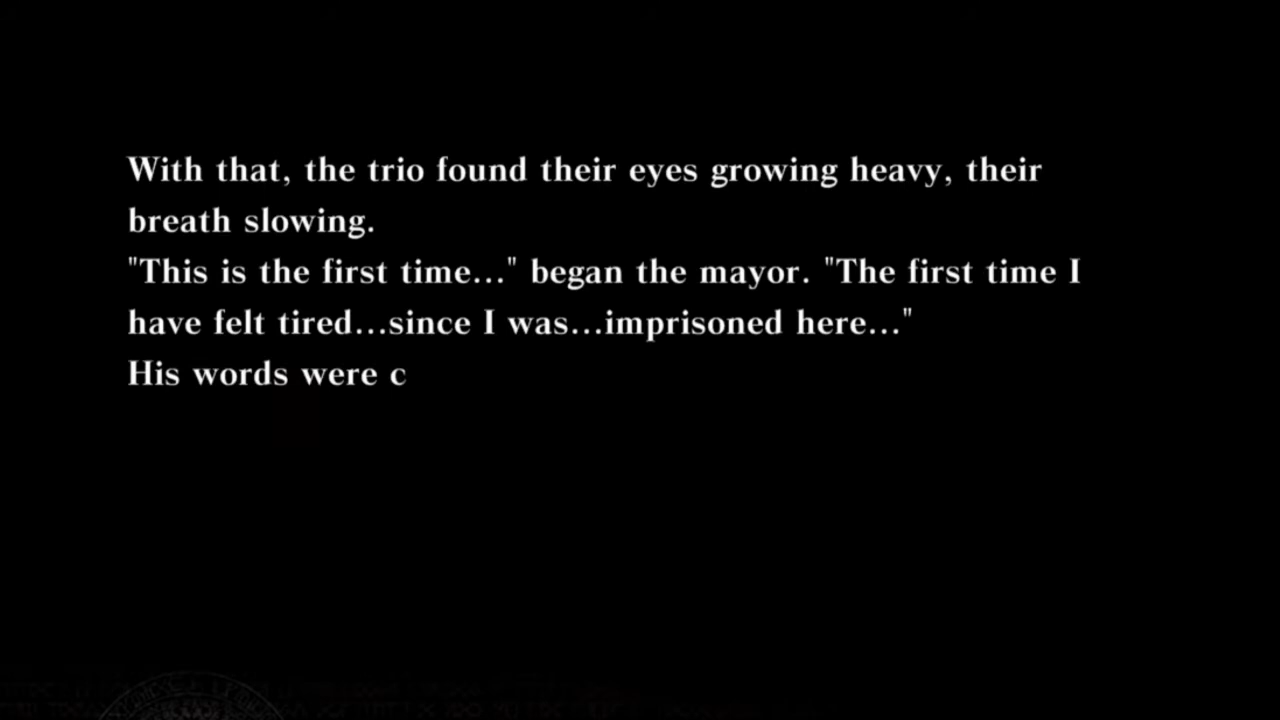 With that, the trio found their eyes growing heavy, their
breath slowing.
"This is the first time..." began the mayor. "The first time I
have felt tired...since I was...imprisoned here..."
His words were c